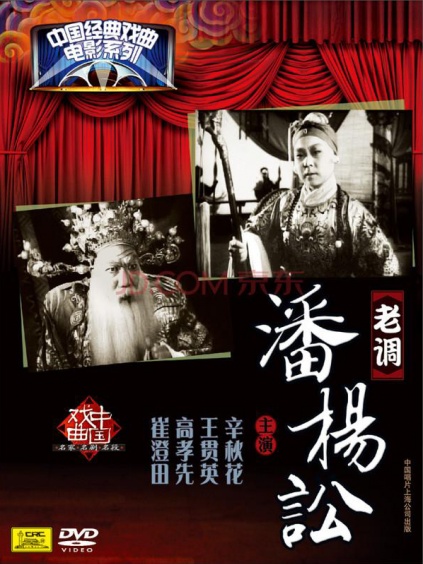 中国经典戏曲
电影系列
JD.COM 京东
老调
潘楊訟
主演
辛秋花
王贯英
高孝先
崔澄田
中国戏曲
·名家·名剧·名段·
中国唱片上海公司出版
CRC
DVD
VIDEO